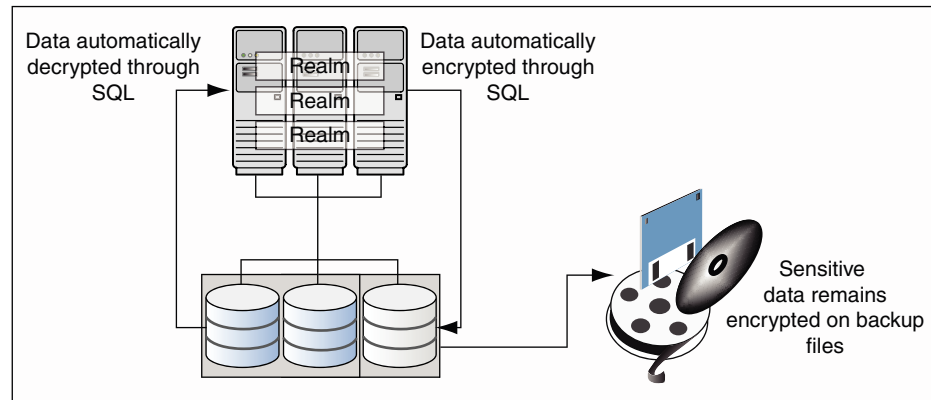 Data automatically
decrypted through
SQL
Realm
Realm
Realm
Data automatically
encrypted through
SQL
Sensitive
data remains
encrypted on backup
files